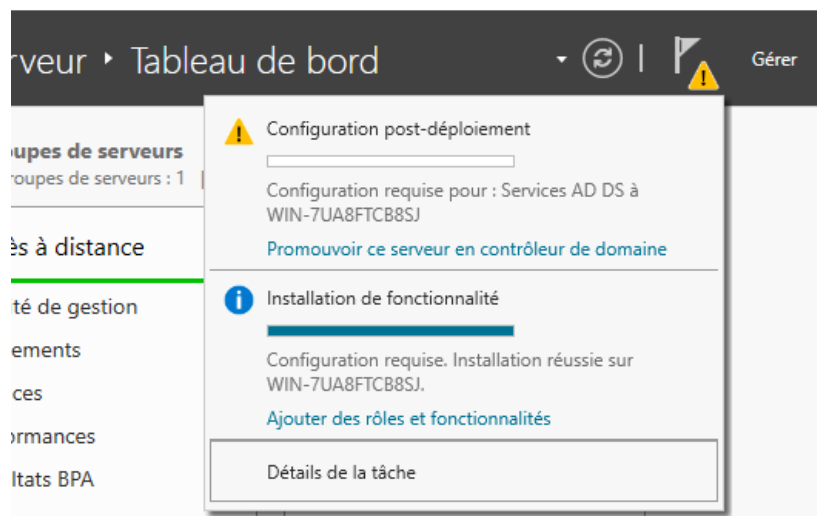 rveur ‣ Tableau de bord
Gérer
Configuration post-déploiement
Configuration requise pour : Services AD DS à
WIN-7UA8FTCB8SJ
Promouvoir ce serveur en contrôleur de domaine
Installation de fonctionnalité
Configuration requise. Installation réussie sur
WIN-7UA8FTCB8SJ.
Ajouter des rôles et fonctionnalités
Détails de la tâche
oupes de serveurs
roupes de serveurs : 1
ès à distance
té de gestion
ements
ces
ormances
ltats BPA